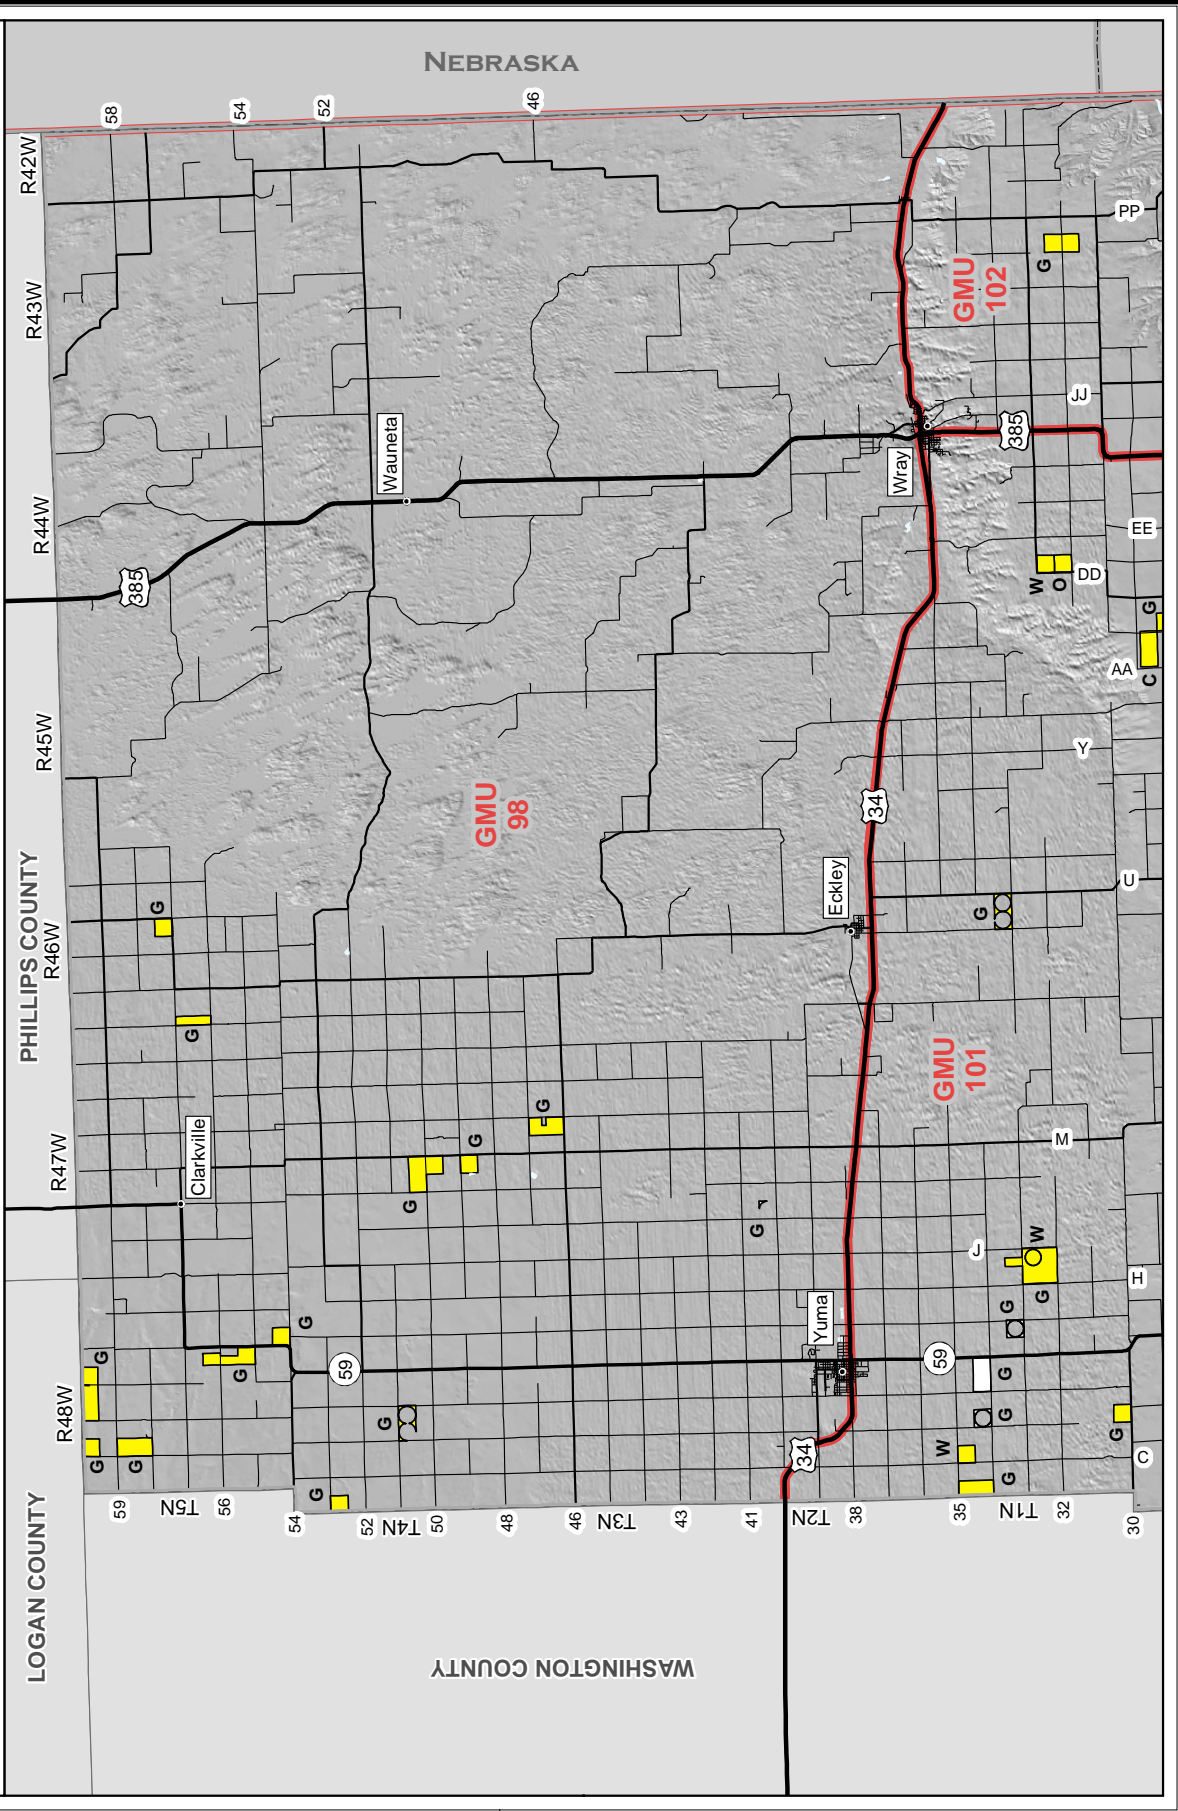 NEBRASKA
58
54
52
46
R42W
R43W
R44W
R45W
PHILLIPS COUNTY
R46W
R47W
R48W
LOGAN COUNTY
WASHINGTON COUNTY
PP
G
GMU
102
JJ
385
Wauneta
Wray
EE
385
W
O
DD
G
C
AA
Y
GMU
98
34
Eckley
U
G
G
G
GMU
101
M
Clarkville
G
G
G
G
J
W
G
H
G
Yuma
G
G
G
59
59
G
G
G
G
G
G
W
34
C
G
G
59
T5N
56
54
52
T4N
50
48
46
T3N
43
41
T2N
38
35
T1N
32
30